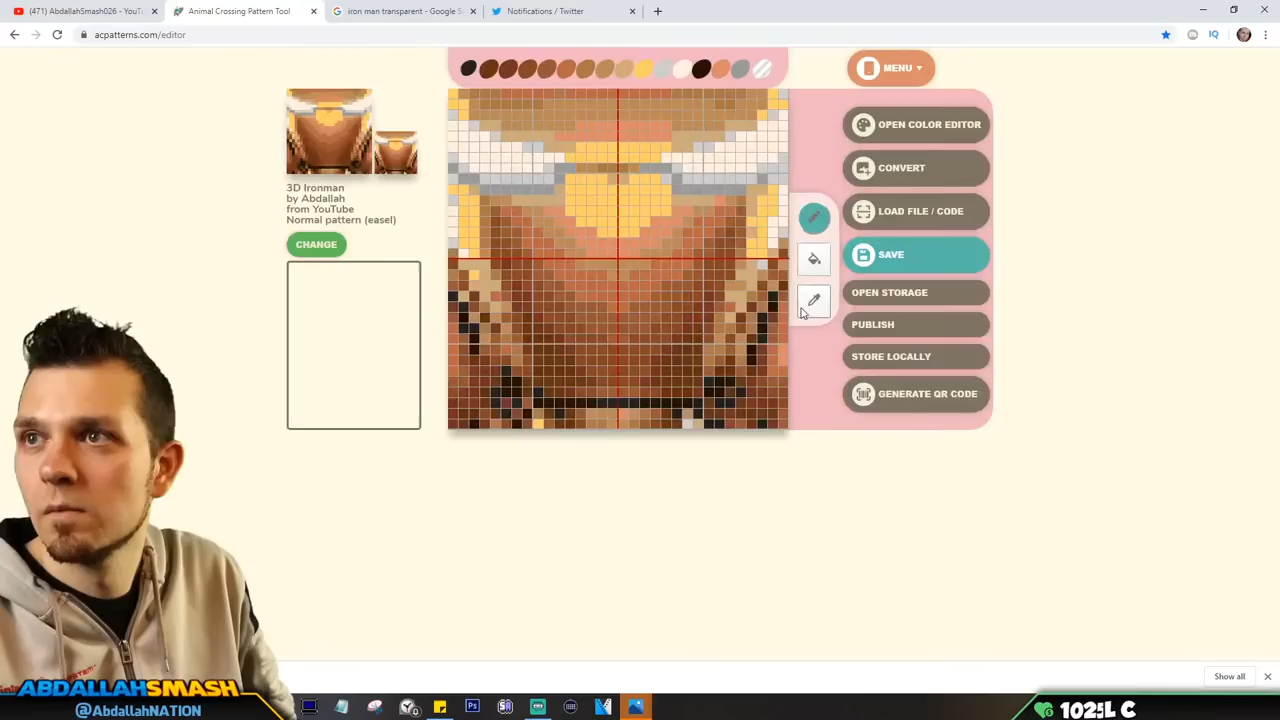 (471) AbdallahSmash026 - YouTu
Animal Crossing Pattern Tool
iron man transparent - Google S
Notifications / Twitter
acpatterns.com/editor
MENU
3D Ironman
by Abdallah
from YouTube
Normal pattern (easel)
CHANGE
OPEN COLOR EDITOR
CONVERT
LOAD FILE / CODE
SAVE
OPEN STORAGE
PUBLISH
STORE LOCALLY
GENERATE QR CODE
Show all
ABDALLAHSMASH
@AbdallahNATION